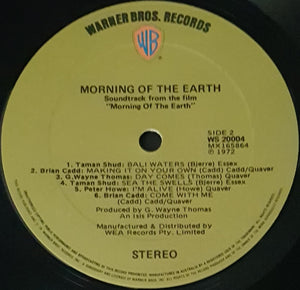 WARNER BROS. RECORDS
WB
MORNING OF THE EARTH
Soundtrack from the film
"Morning Of The Earth"
SIDE 2
WS 20004
MX165864
℗ 1972
1. Taman Shud: BALI WATERS (Bjerre) Essex
2. Brian Cadd: MAKING IT ON YOUR OWN (Cadd) Cadd/Quaver
3. G.Wayne Thomas: DAY COMES (Thomas) Quaver
4. Taman Shud: SEA THE SWELLS (Bjerre) Essex
5. Peter Howe: I'M ALIVE (Howe) Quaver
6. Brian Cadd: COME WITH ME
(Cadd) Cadd/Quaver
Produced by G. Wayne Thomas
An Isis Production
Manufactured & Distributed by
WEA Records Pty. Limited
STEREO